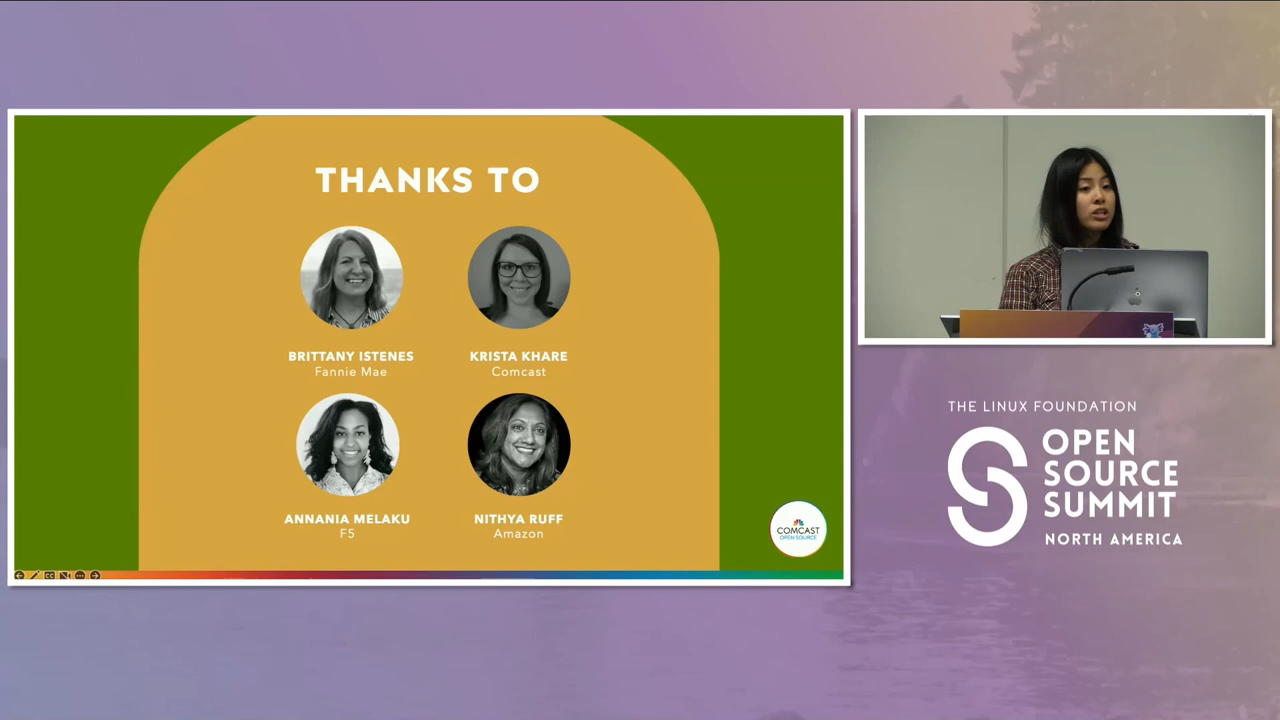 THANKS TO
BRITTANY ISTENES
Fannie Mae
KRISTA KHARE
Comcast
ANNANIA MELAKU
F5
NITHYA RUFF
Amazon
COMCAST
OPEN SOURCE
THE LINUX FOUNDATION
OPEN
SOURCE
SUMMIT
NORTH AMERICA